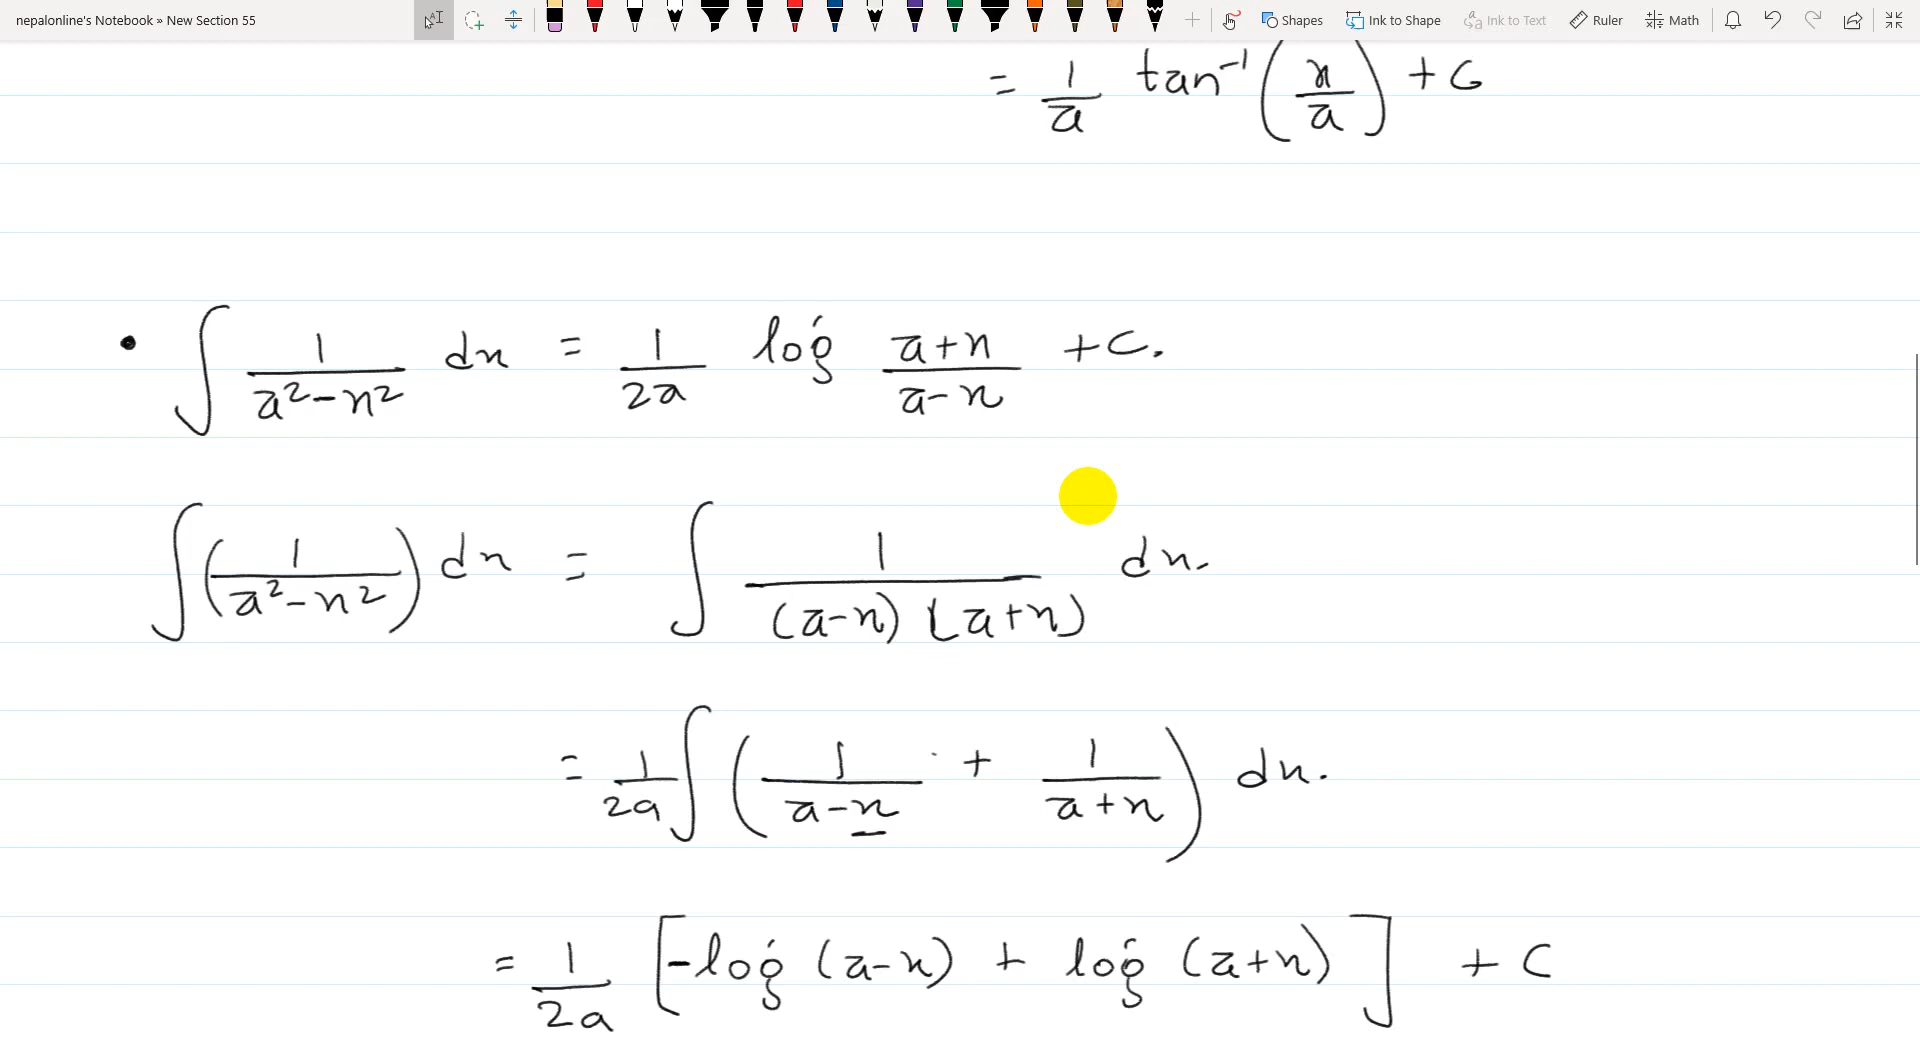 nepalonline's Notebook » New Section 55 Shapes Ink to Shape Ink to Text Ruler Math
= 1/a tan⁻¹ (x/a) + C
• ∫ 1/(a²-x²) dx = 1/2a log (a+x)/(a-x) + C.
∫ (1/(a²-x²)) dx = ∫ 1/((a-x)(a+x)) dx.
= 1/2a ∫ (1/(a-x) + 1/(a+x)) dx.
= 1/2a [-log (a-x) + log (a+x)] + C